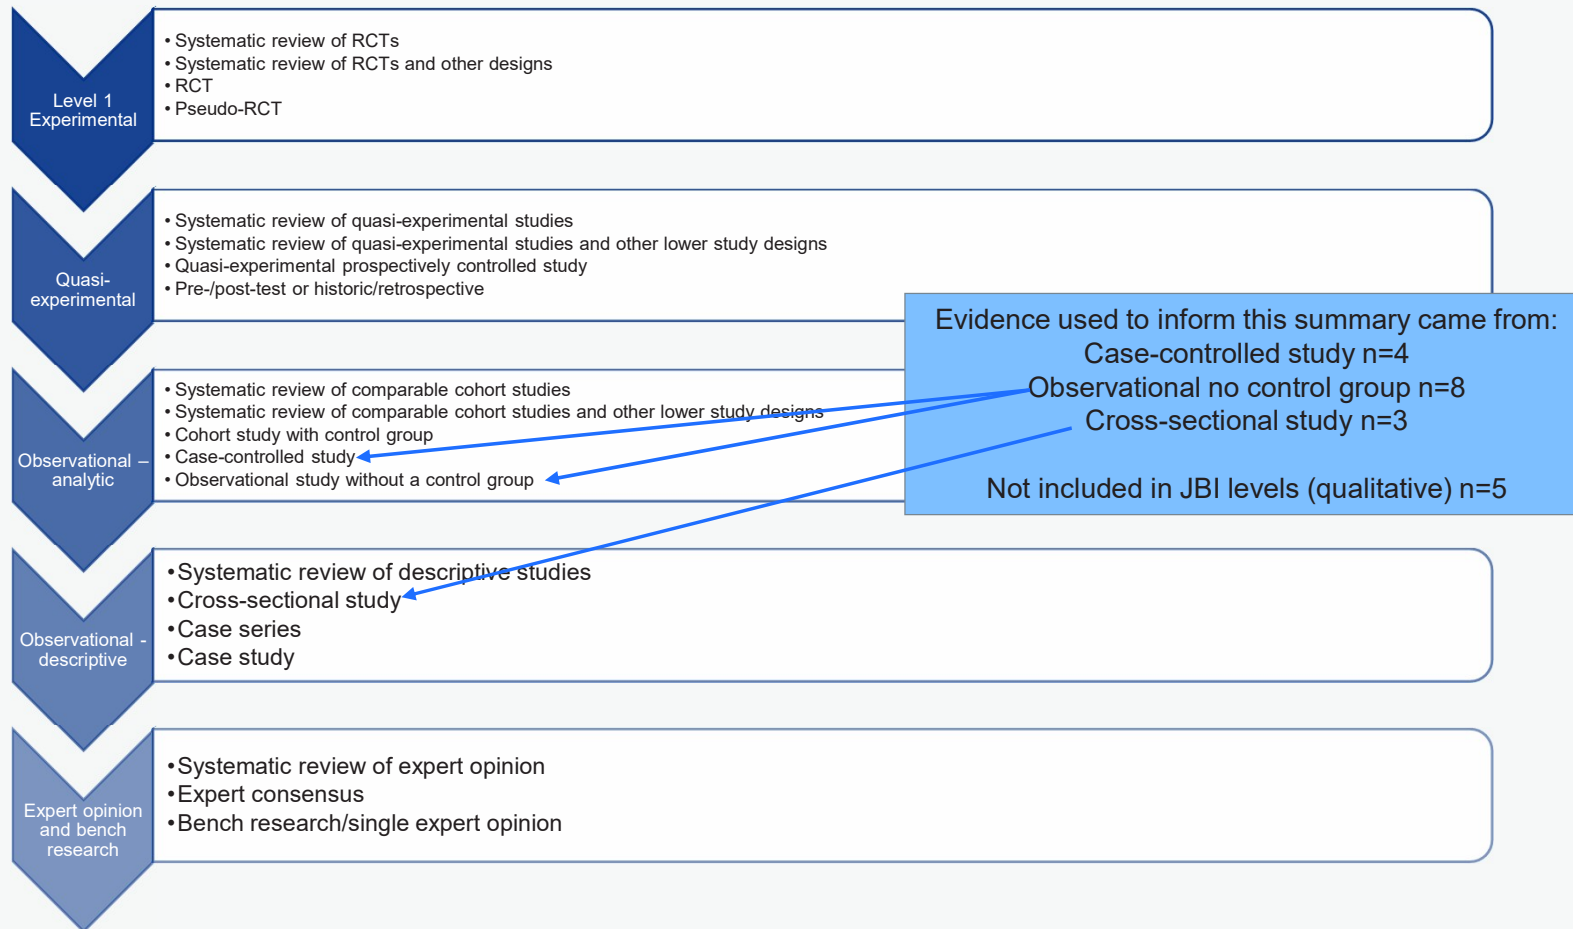 Level 1
Experimental
• Systematic review of RCTs
• Systematic review of RCTs and other designs
• RCT
• Pseudo-RCT
Quasi-
experimental
• Systematic review of quasi-experimental studies
• Systematic review of quasi-experimental studies and other lower study designs
• Quasi-experimental prospectively controlled study
• Pre-/post-test or historic/retrospective
Evidence used to inform this summary came from:
Case-controlled study n=4
Observational no control group n=8
Cross-sectional study n=3
Not included in JBI levels (qualitative) n=5
Observational –
analytic
• Systematic review of comparable cohort studies
• Systematic review of comparable cohort studies and other lower study designs
• Cohort study with control group
• Case-controlled study
• Observational study without a control group
Observational -
descriptive
•Systematic review of descriptive studies
•Cross-sectional study
•Case series
•Case study
Expert opinion
and bench
research
•Systematic review of expert opinion
•Expert consensus
•Bench research/single expert opinion